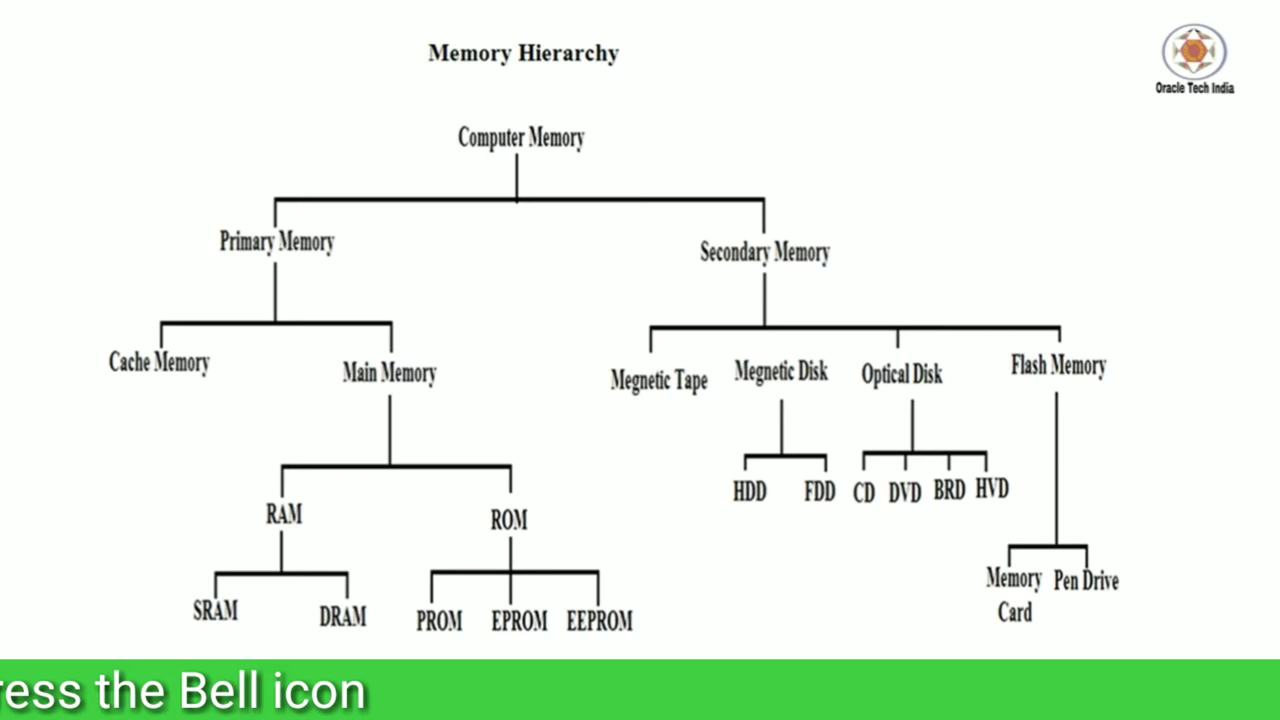 Memory Hierarchy
Oracle Tech India
Computer Memory
Primary Memory
Secondary Memory
Cache Memory
Main Memory
Megnetic Tape
Megnetic Disk
Optical Disk
Flash Memory
HDD
FDD
CD
DVD
BRD
HVD
RAM
ROM
Memory
Card
Pen Drive
SRAM
DRAM
PROM
EPROM
EEPROM
ress the Bell icon